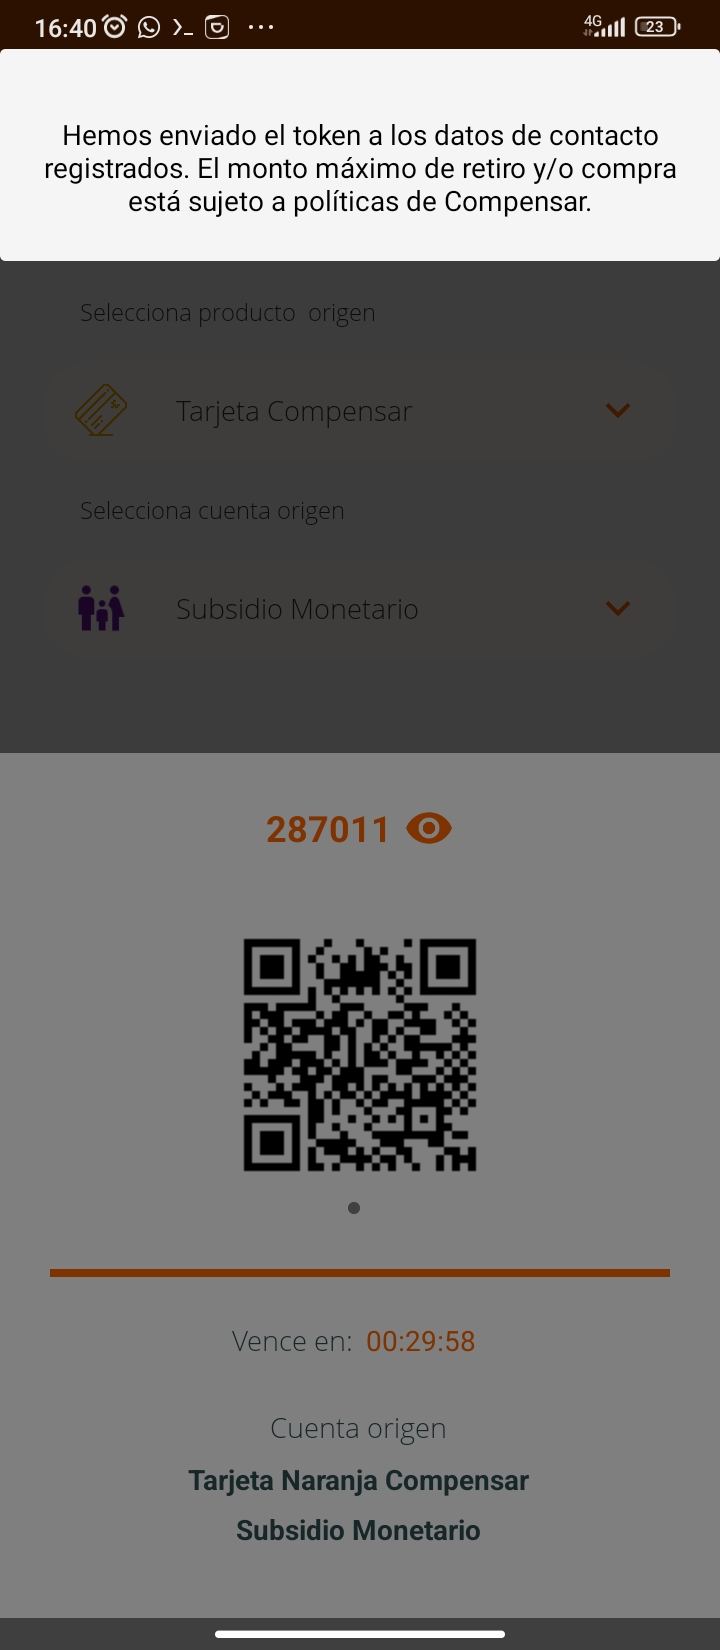 16:40
4G
23
Hemos enviado el token a los datos de contacto
registrados. El monto máximo de retiro y/o compra
está sujeto a políticas de Compensar.
Selecciona producto origen
Tarjeta Compensar
Selecciona cuenta origen
Subsidio Monetario
287011
Vence en: 00:29:58
Cuenta origen
Tarjeta Naranja Compensar
Subsidio Monetario